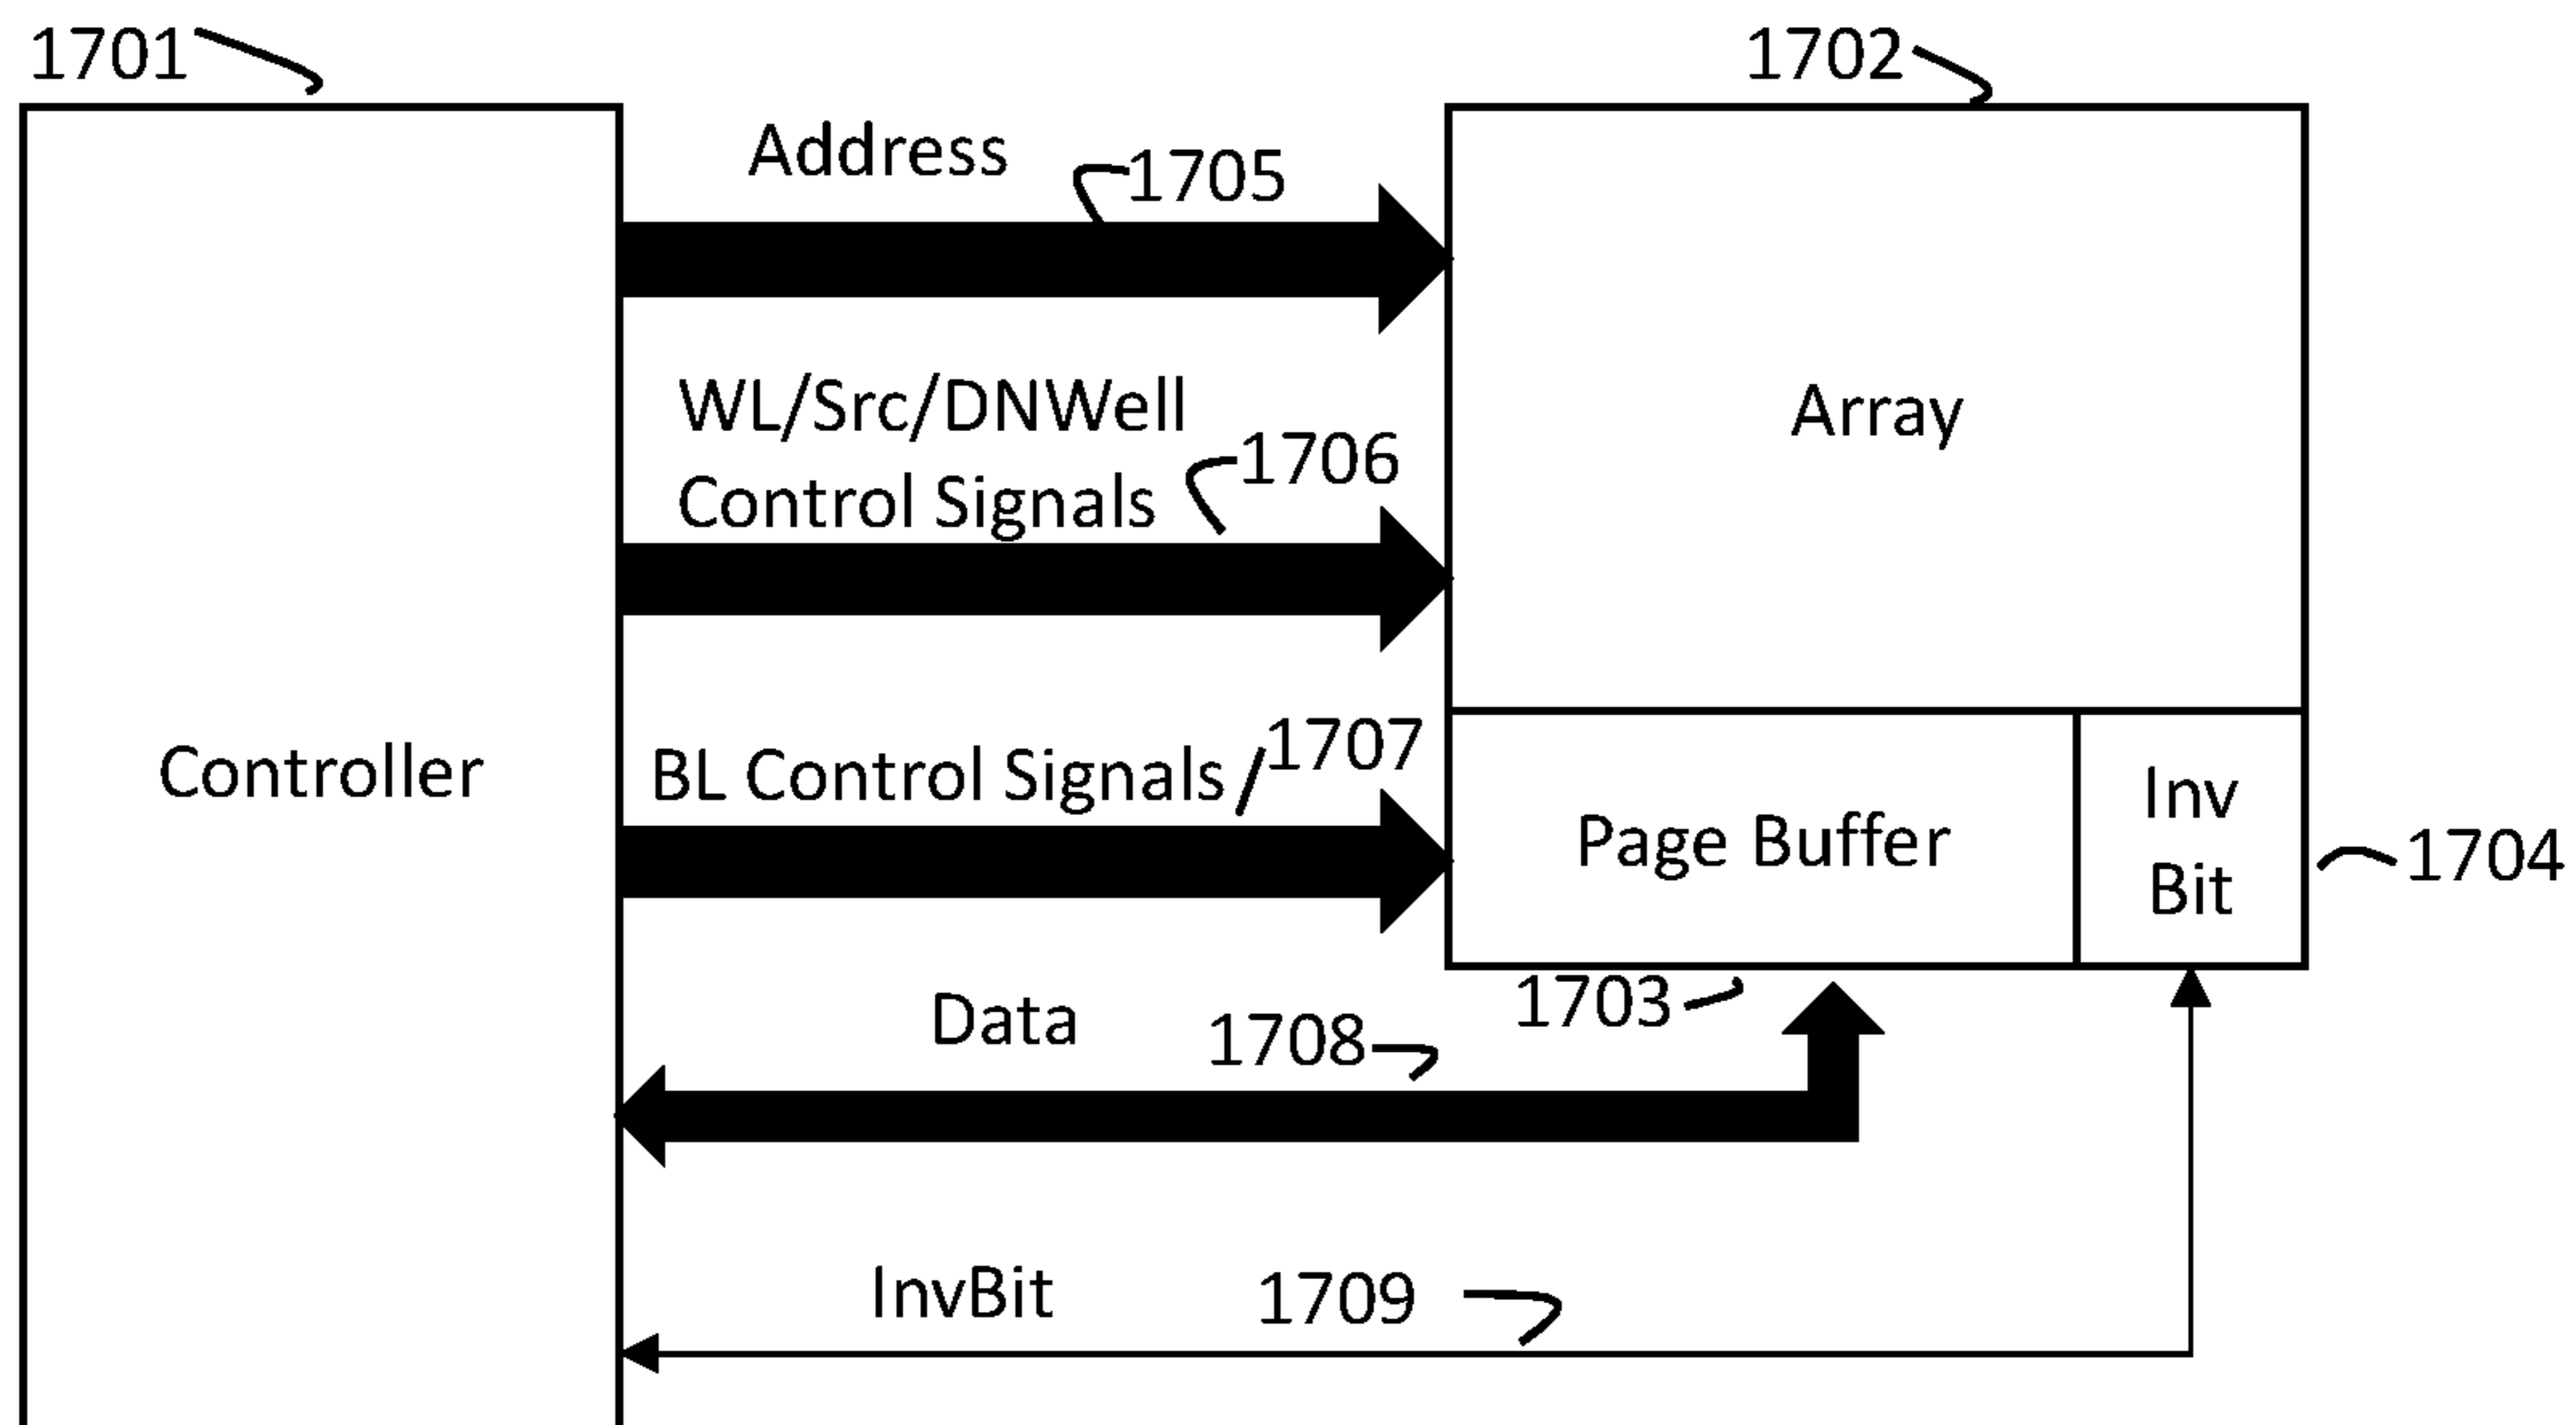 1701
1702
Address
1705
WL/Src/DNWell
Control Signals
1706
Array
Controller
BL Control Signals
1707
Page Buffer
Inv
Bit
1704
1703
Data
1708
InvBit
1709